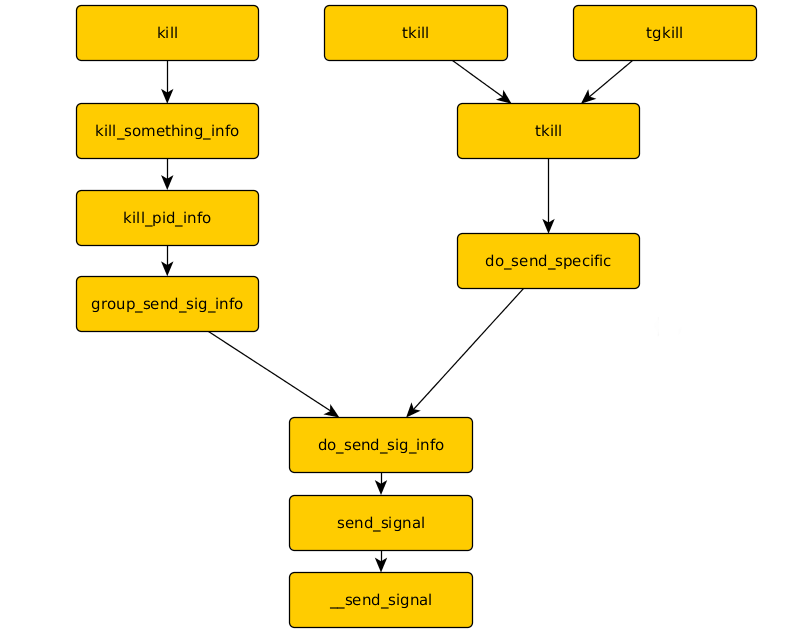 kill
tkill
tgkill
kill_something_info
tkill
kill_pid_info
do_send_specific
group_send_sig_info
do_send_sig_info
send_signal
__send_signal